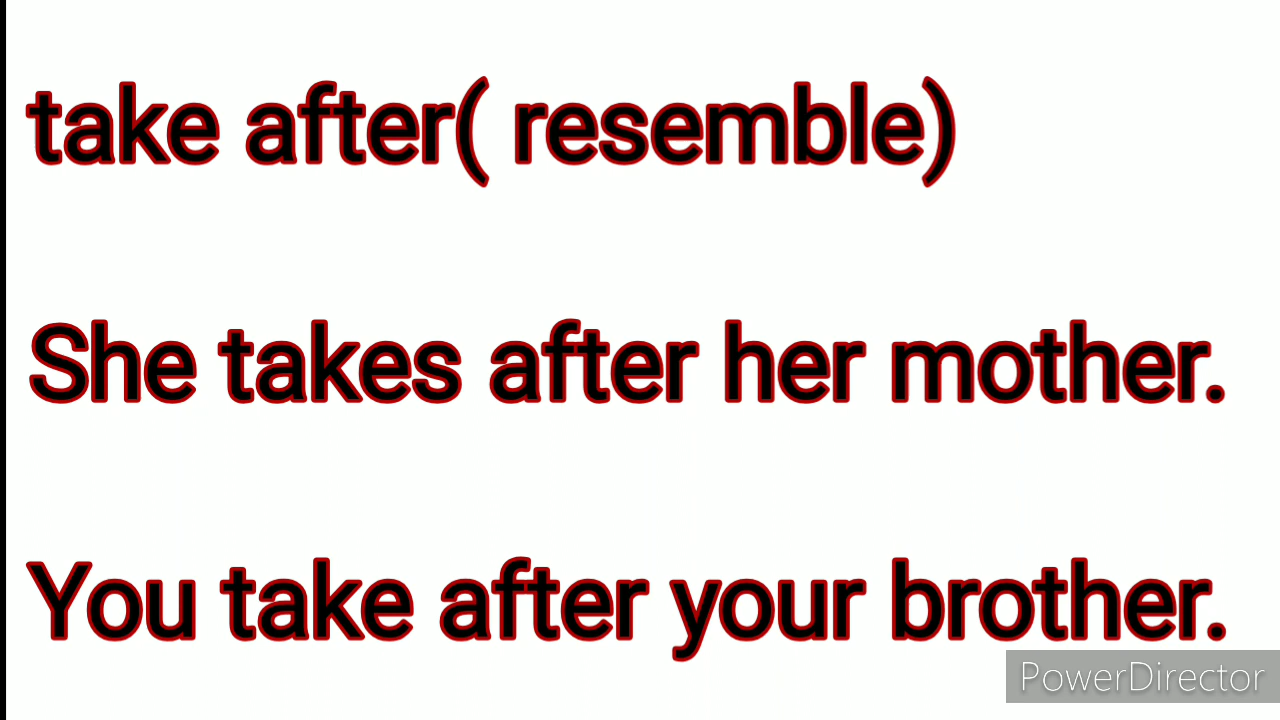 take after( resemble)
She takes after her mother.
You take after your brother.
PowerDirector